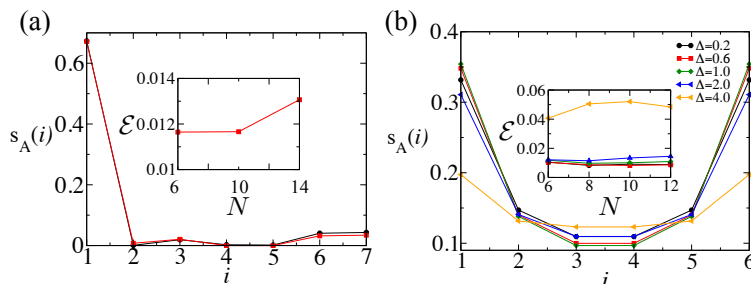 (a)
0.6
0.4
0.2
0
s_A(i)
1 2 3 4 5 6 7
i
0.014
0.012
0.01
ℰ
6 10 14
N
(b)
0.4
0.3
0.2
0.1
s_A(i)
1 2 3 4 5 6
i
Δ=0.2
Δ=0.6
Δ=1.0
Δ=2.0
Δ=4.0
0.06
0.04
0.02
0.00
ℰ
6 8 10 12
N